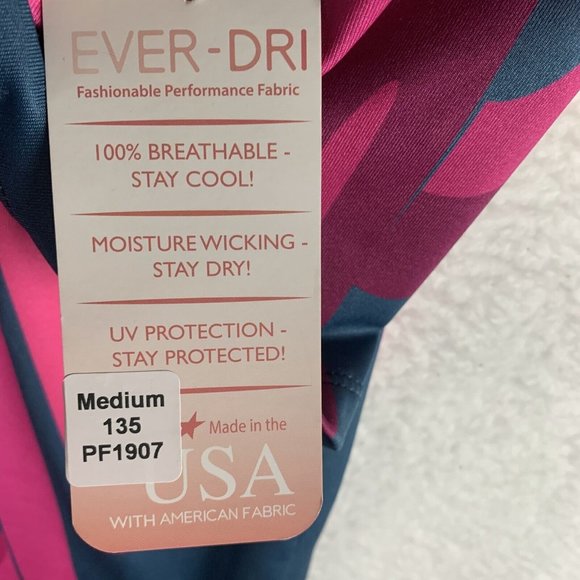 EVER-DRI
Fashionable Performance Fabric
100% BREATHABLE -
STAY COOL!
MOISTURE WICKING -
STAY DRY!
UV PROTECTION -
STAY PROTECTED!
Medium
135
PF1907
Made in the
USA
WITH AMERICAN FABRIC